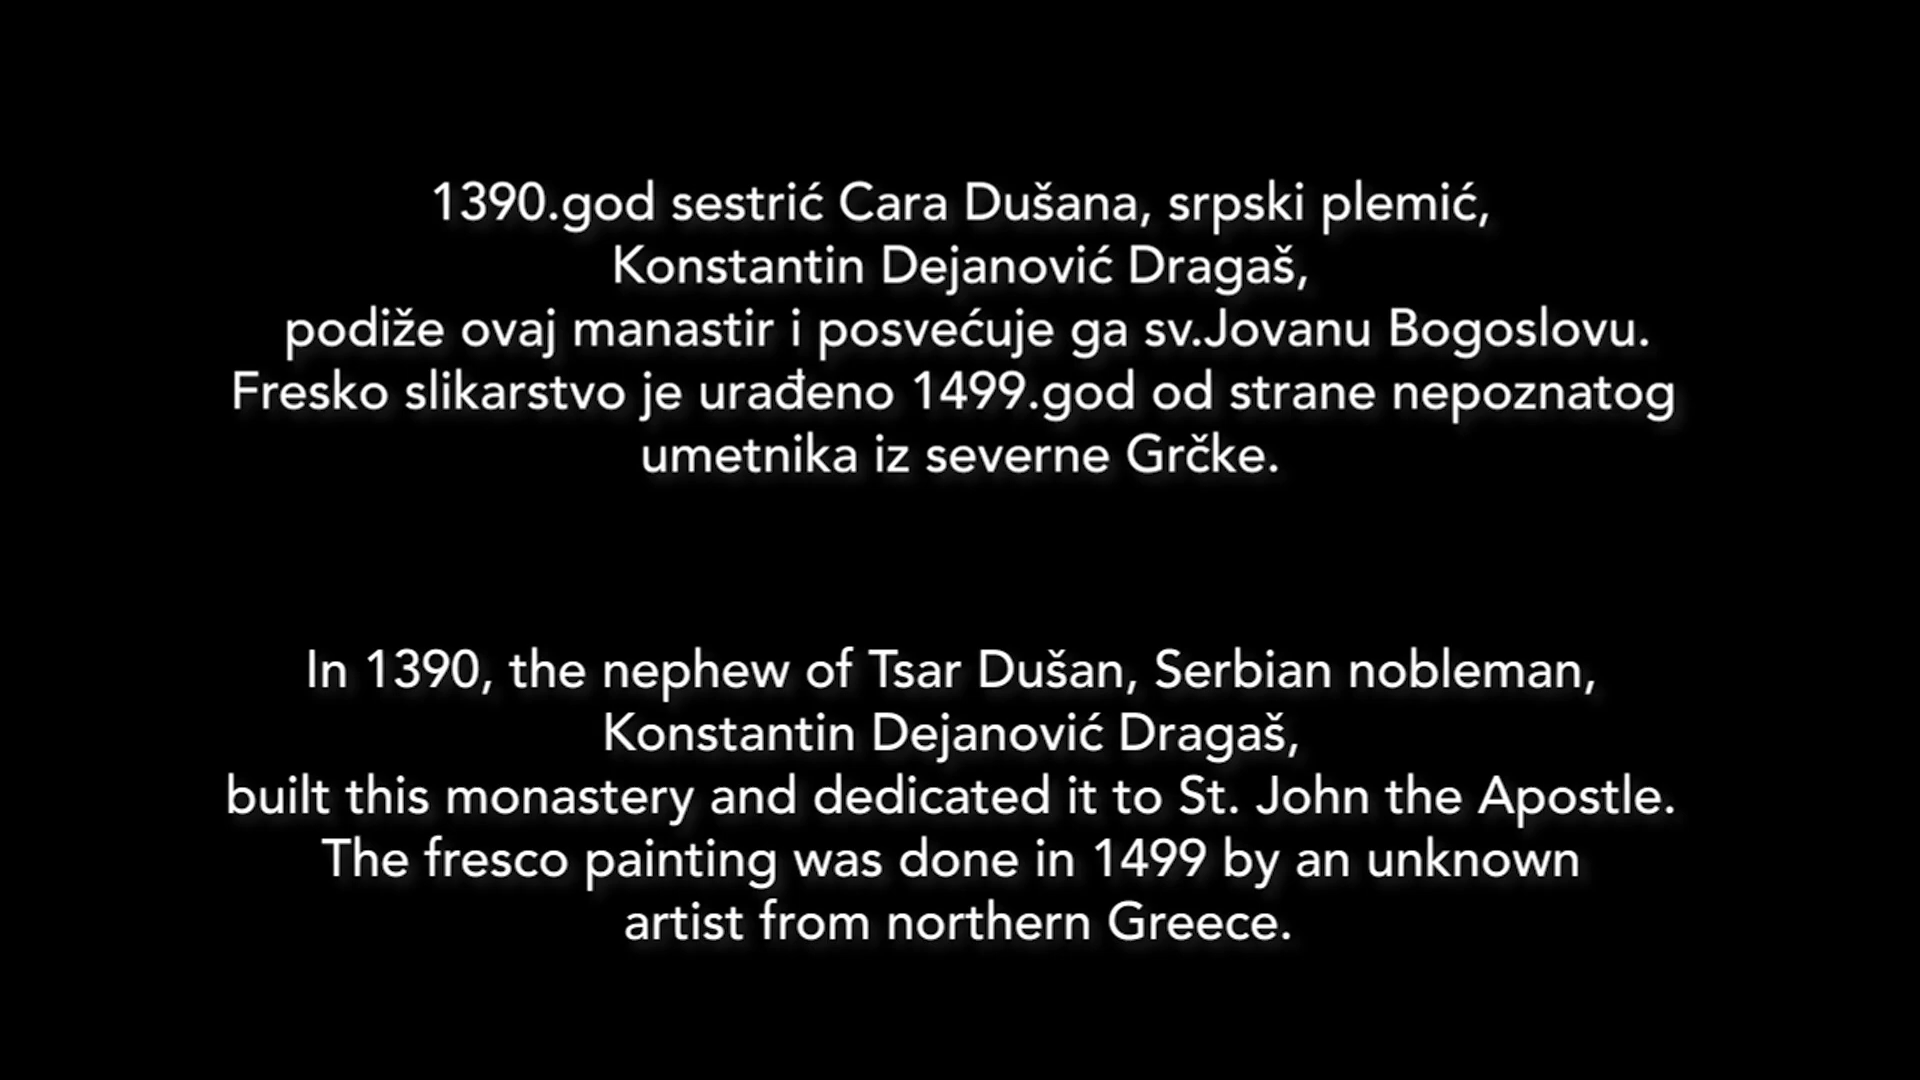 1390.god sestrić Cara Dušana, srpski plemić,
Konstantin Dejanović Dragaš,
podiže ovaj manastir i posvećuje ga sv.Jovanu Bogoslovu.
Fresko slikarstvo je urađeno 1499.god od strane nepoznatog
umetnika iz severne Grčke.
In 1390, the nephew of Tsar Dušan, Serbian nobleman,
Konstantin Dejanović Dragaš,
built this monastery and dedicated it to St. John the Apostle.
The fresco painting was done in 1499 by an unknown
artist from northern Greece.